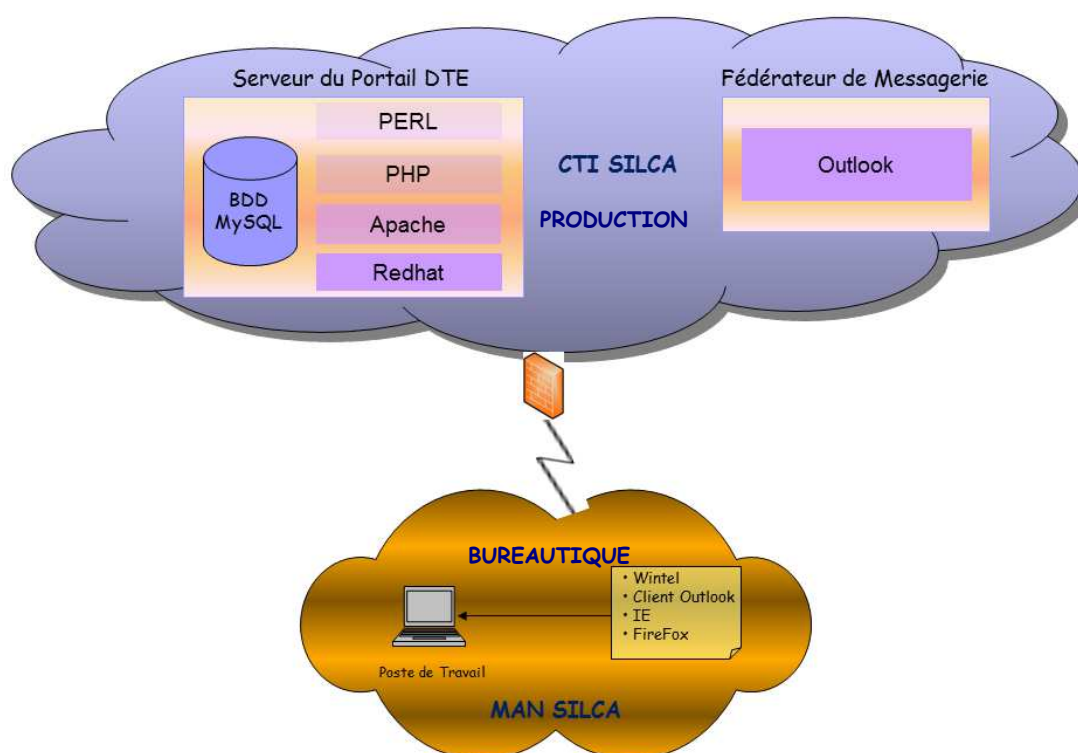 Serveur du Portail DTE
Fédérateur de Messagerie
PERL
PHP
Apache
Redhat
BDD
MySQL
CTI SILCA
PRODUCTION
Outlook
BUREAUTIQUE
• Wintel
• Client Outlook
• IE
• FireFox
Poste de Travail
MAN SILCA